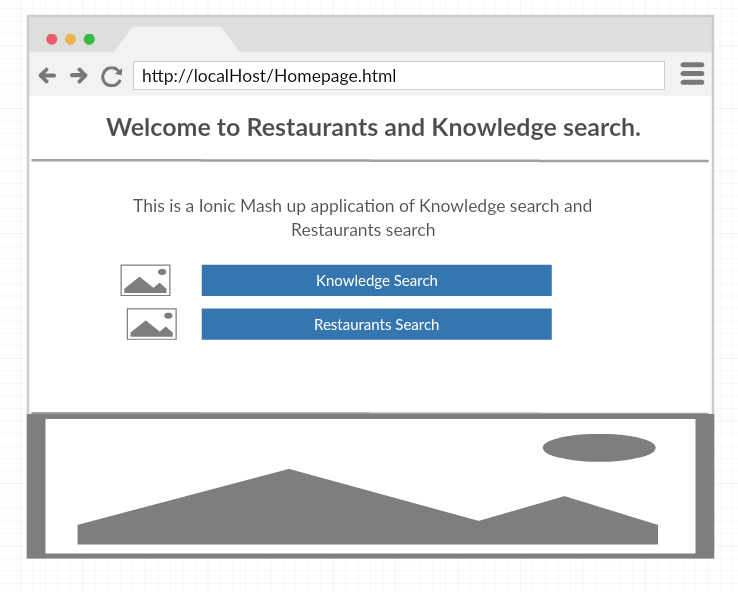 http://localHost/Homepage.html
Welcome to Restaurants and Knowledge search.
This is a Ionic Mash up application of Knowledge search and
Restaurants search
Knowledge Search
Restaurants Search